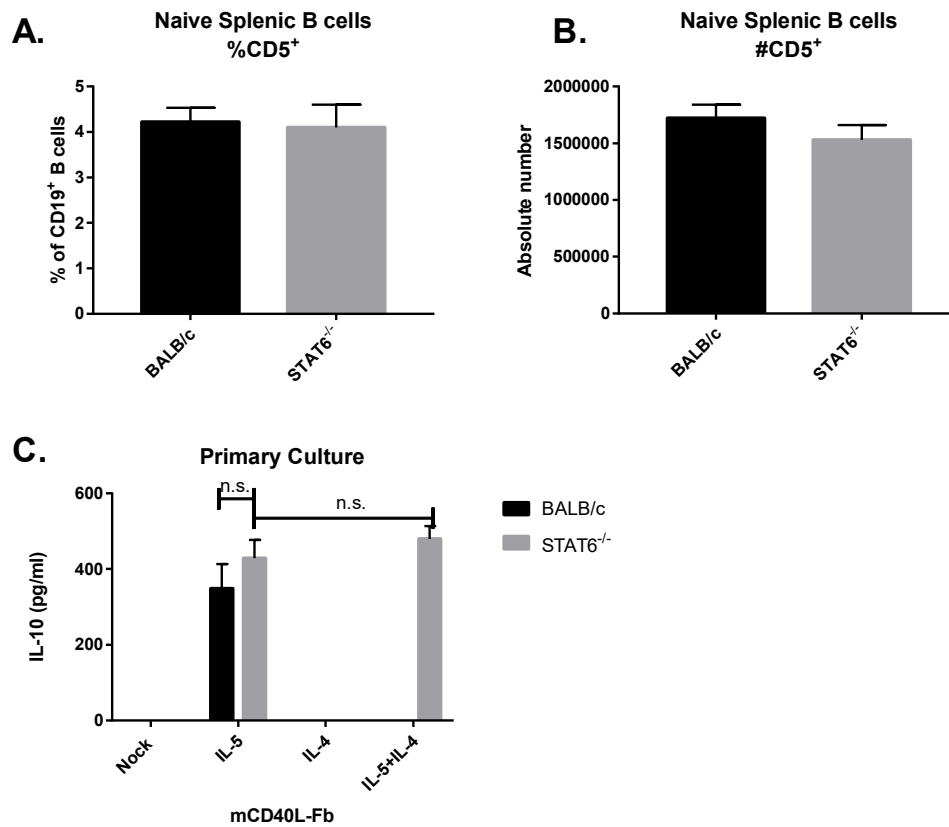 A.
Naive Splenic B cells
%CD5⁺
% of CD19⁺ B cells
5
4
3
2
1
0
BALB/c
STAT6⁻/⁻
B.
Naive Splenic B cells
#CD5⁺
Absolute number
2000000
1500000
1000000
500000
0
BALB/c
STAT6⁻/⁻
C.
Primary Culture
IL-10 (pg/ml)
600
400
200
0
n.s.
n.s.
Nock
IL-5
IL-4
IL-5+IL-4
mCD40L-Fb
BALB/c
STAT6⁻/⁻